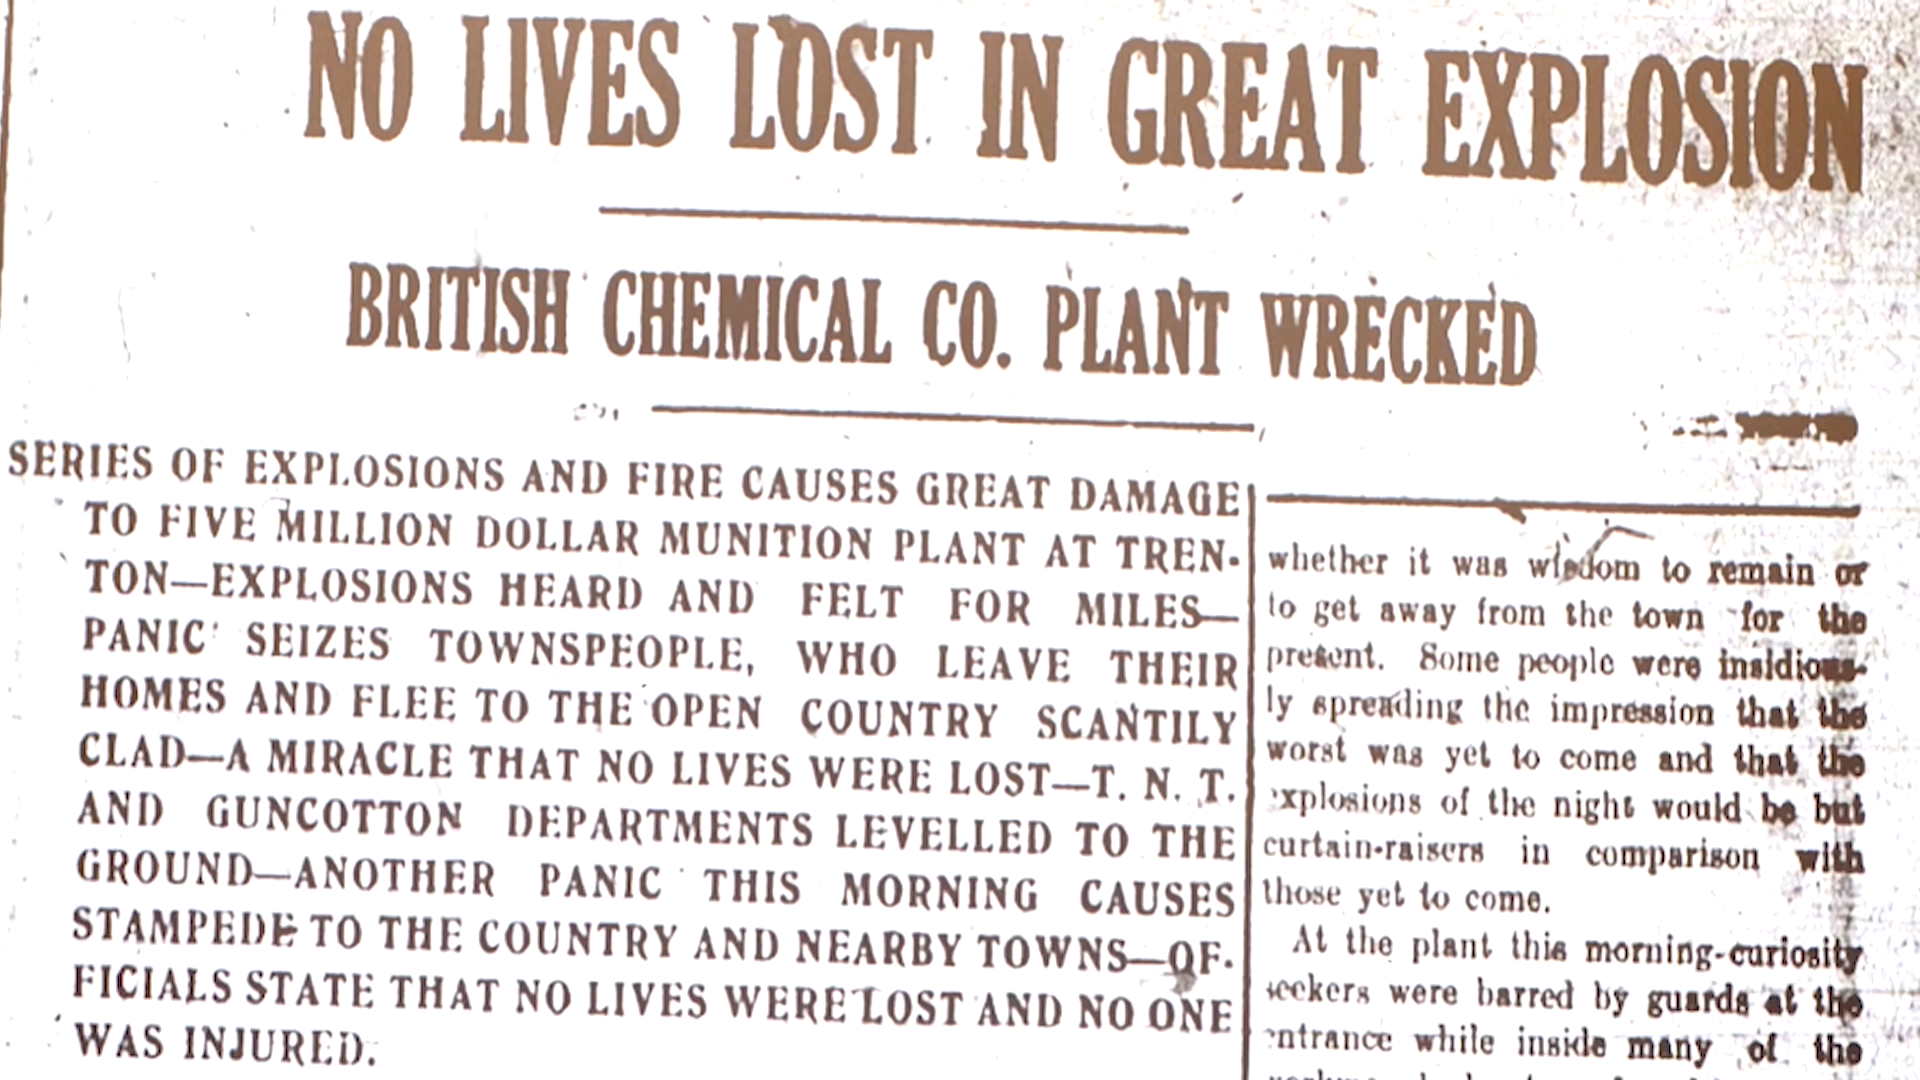 NO LIVES LOST IN GREAT EXPLOSION
BRITISH CHEMICAL CO. PLANT WRECKED
SERIES OF EXPLOSIONS AND FIRE CAUSES GREAT DAMAGE
TO FIVE MILLION DOLLAR MUNITION PLANT AT TREN-
TON—EXPLOSIONS HEARD AND FELT FOR MILES—
PANIC SEIZES TOWNSPEOPLE, WHO LEAVE THEIR
HOMES AND FLEE TO THE OPEN COUNTRY SCANTILY
CLAD—A MIRACLE THAT NO LIVES WERE LOST—T. N. T.
AND GUNCOTTON DEPARTMENTS LEVELLED TO THE
GROUND—ANOTHER PANIC THIS MORNING CAUSES
STAMPEDE TO THE COUNTRY AND NEARBY TOWNS—OF-
FICIALS STATE THAT NO LIVES WERE LOST AND NO ONE
WAS INJURED.
whether it was wisdom to remain or
to get away from the town for the
present. Some people were insidious-
ly spreading the impression that the
worst was yet to come and that the
explosions of the night would be but
curtain-raisers in comparison with
those yet to come.
At the plant this morning-curiosity
seekers were barred by guards at the
entrance while inside many of the